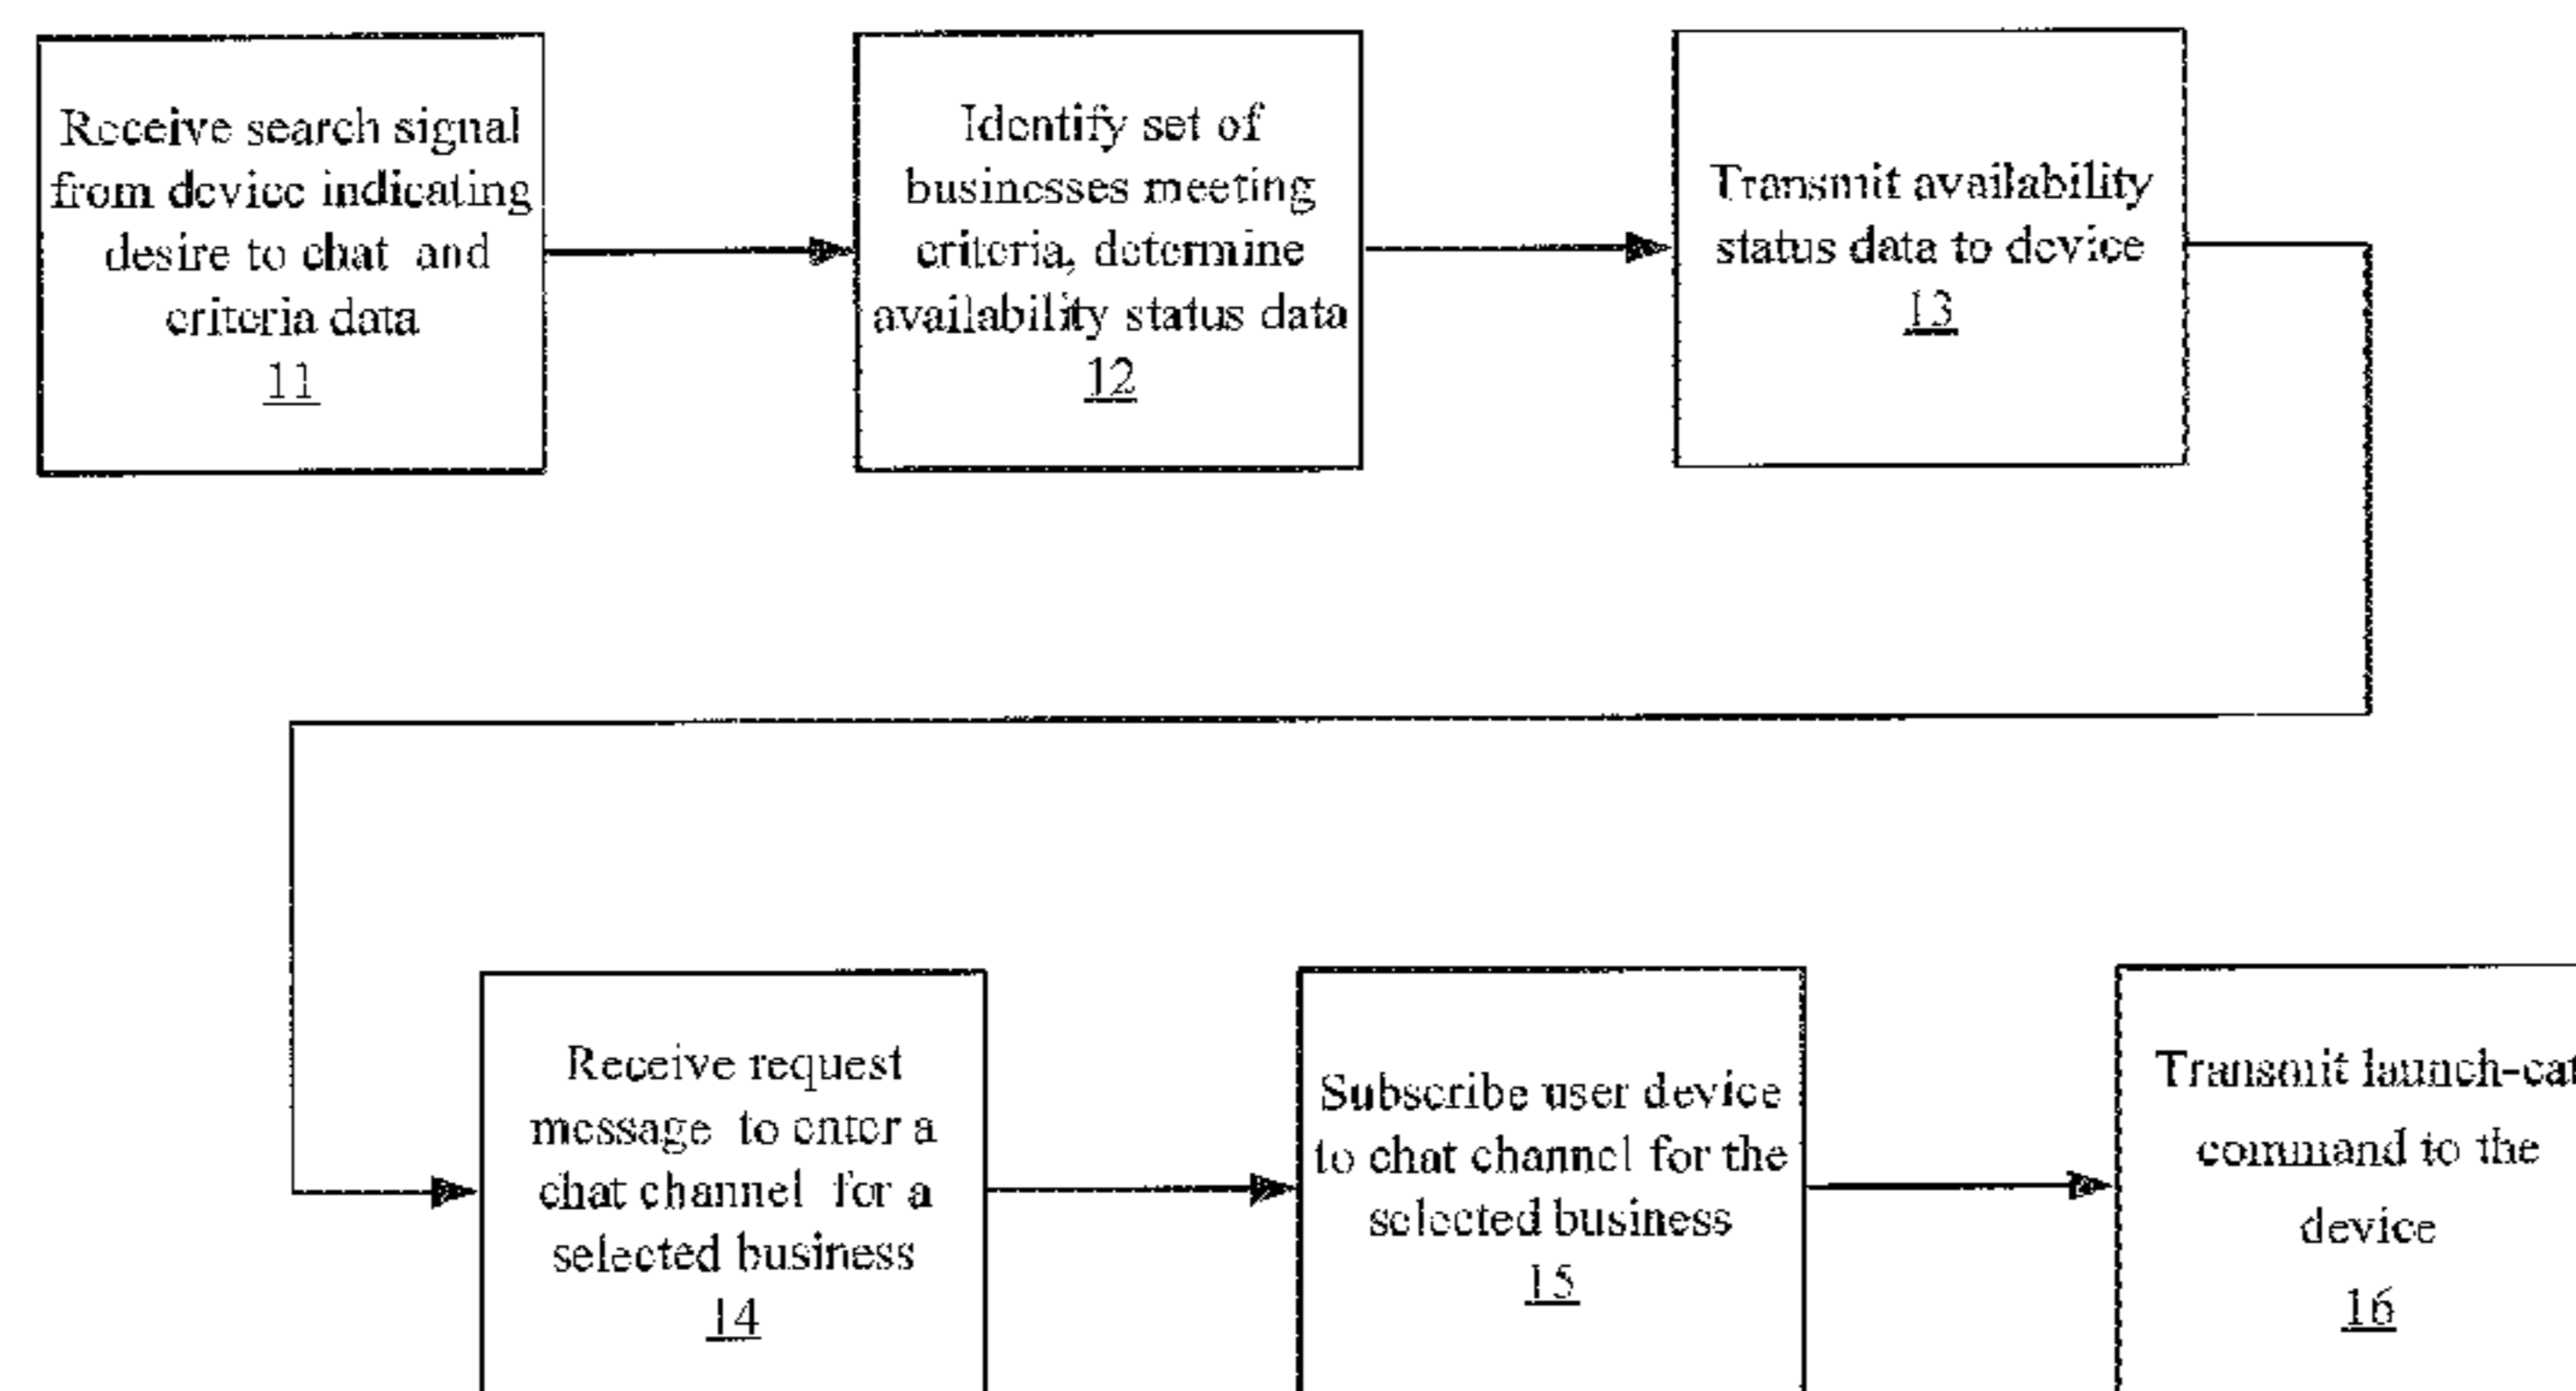 Receive search signal
from device indicating
desire to chat and
criteria data
11
Identify set of
businesses meeting
criteria, determine
availability status data
12
Transmit availability
status data to device
13
Receive request
message to enter a
chat channel for a
selected business
14
Subscribe user device
to chat channel for the
selected business
15
Transmit launch-cat
command to the
device
16